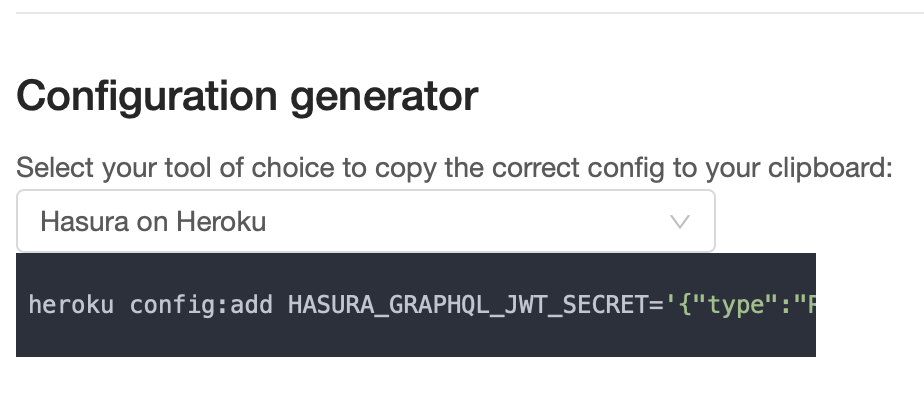 Configuration generator
Select your tool of choice to copy the correct config to your clipboard:
Hasura on Heroku
heroku config:add HASURA_GRAPHQL_JWT_SECRET='{"type":"